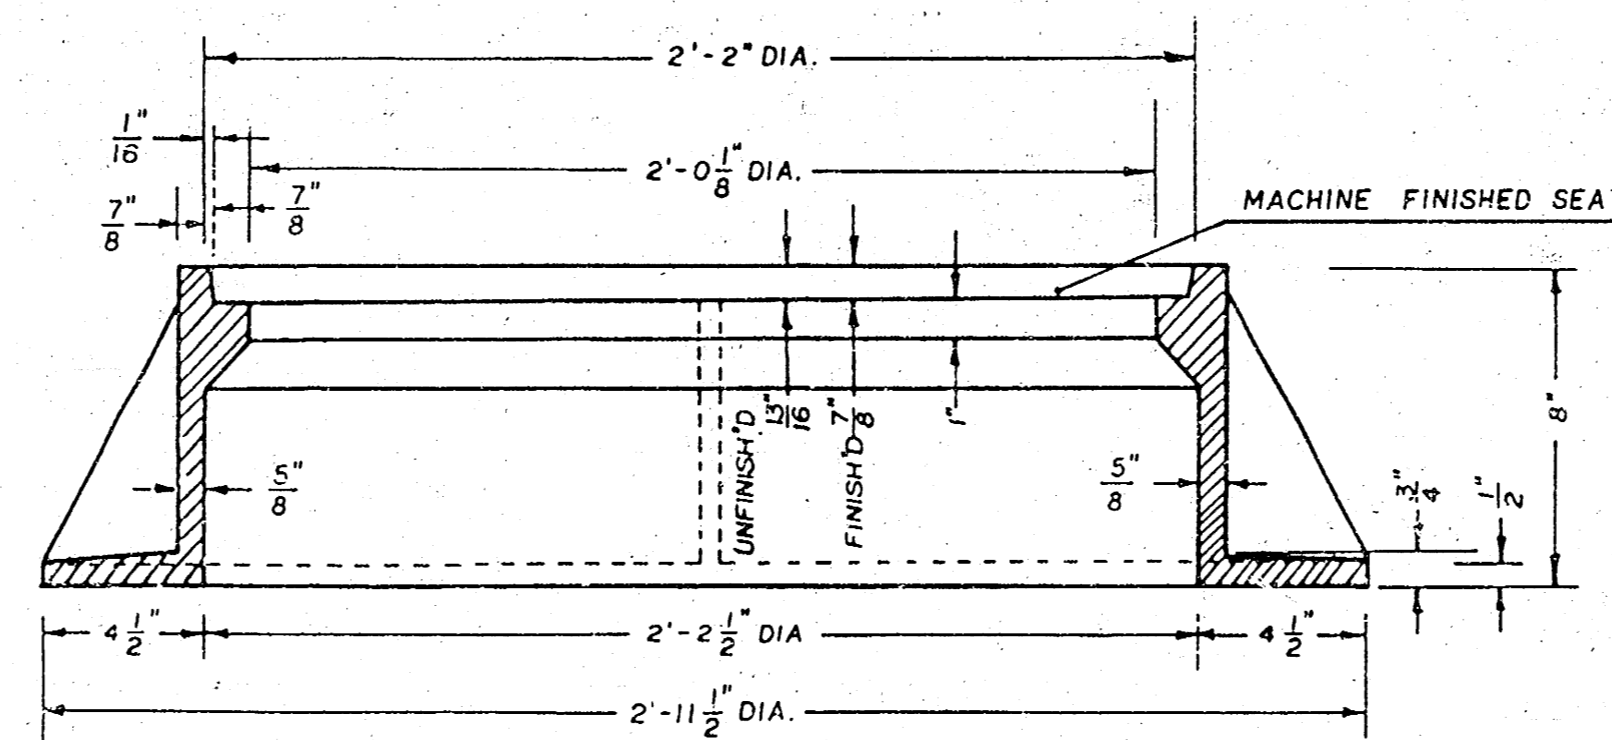 2'-2" DIA.
1/16"
2'-0 1/8" DIA.
7/8"
7/8"
MACHINE FINISHED SEAT
UNFINISH'D 13/16"
FINISH'D 7/8"
1"
8"
5/8"
5/8"
3/4"
1/2"
4 1/2"
2'-2 1/2" DIA
4 1/2"
2'-11 1/2" DIA.